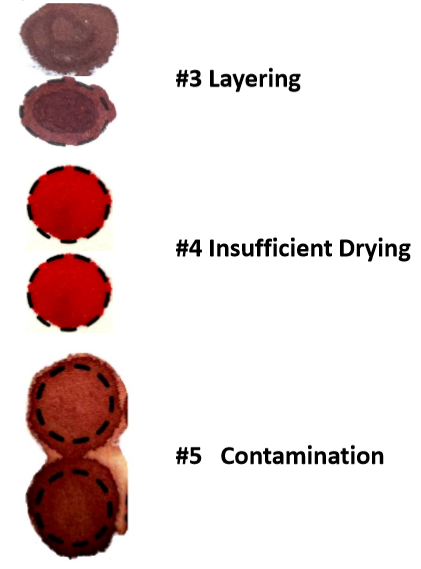 #3 Layering
#4 Insufficient Drying
#5 Contamination